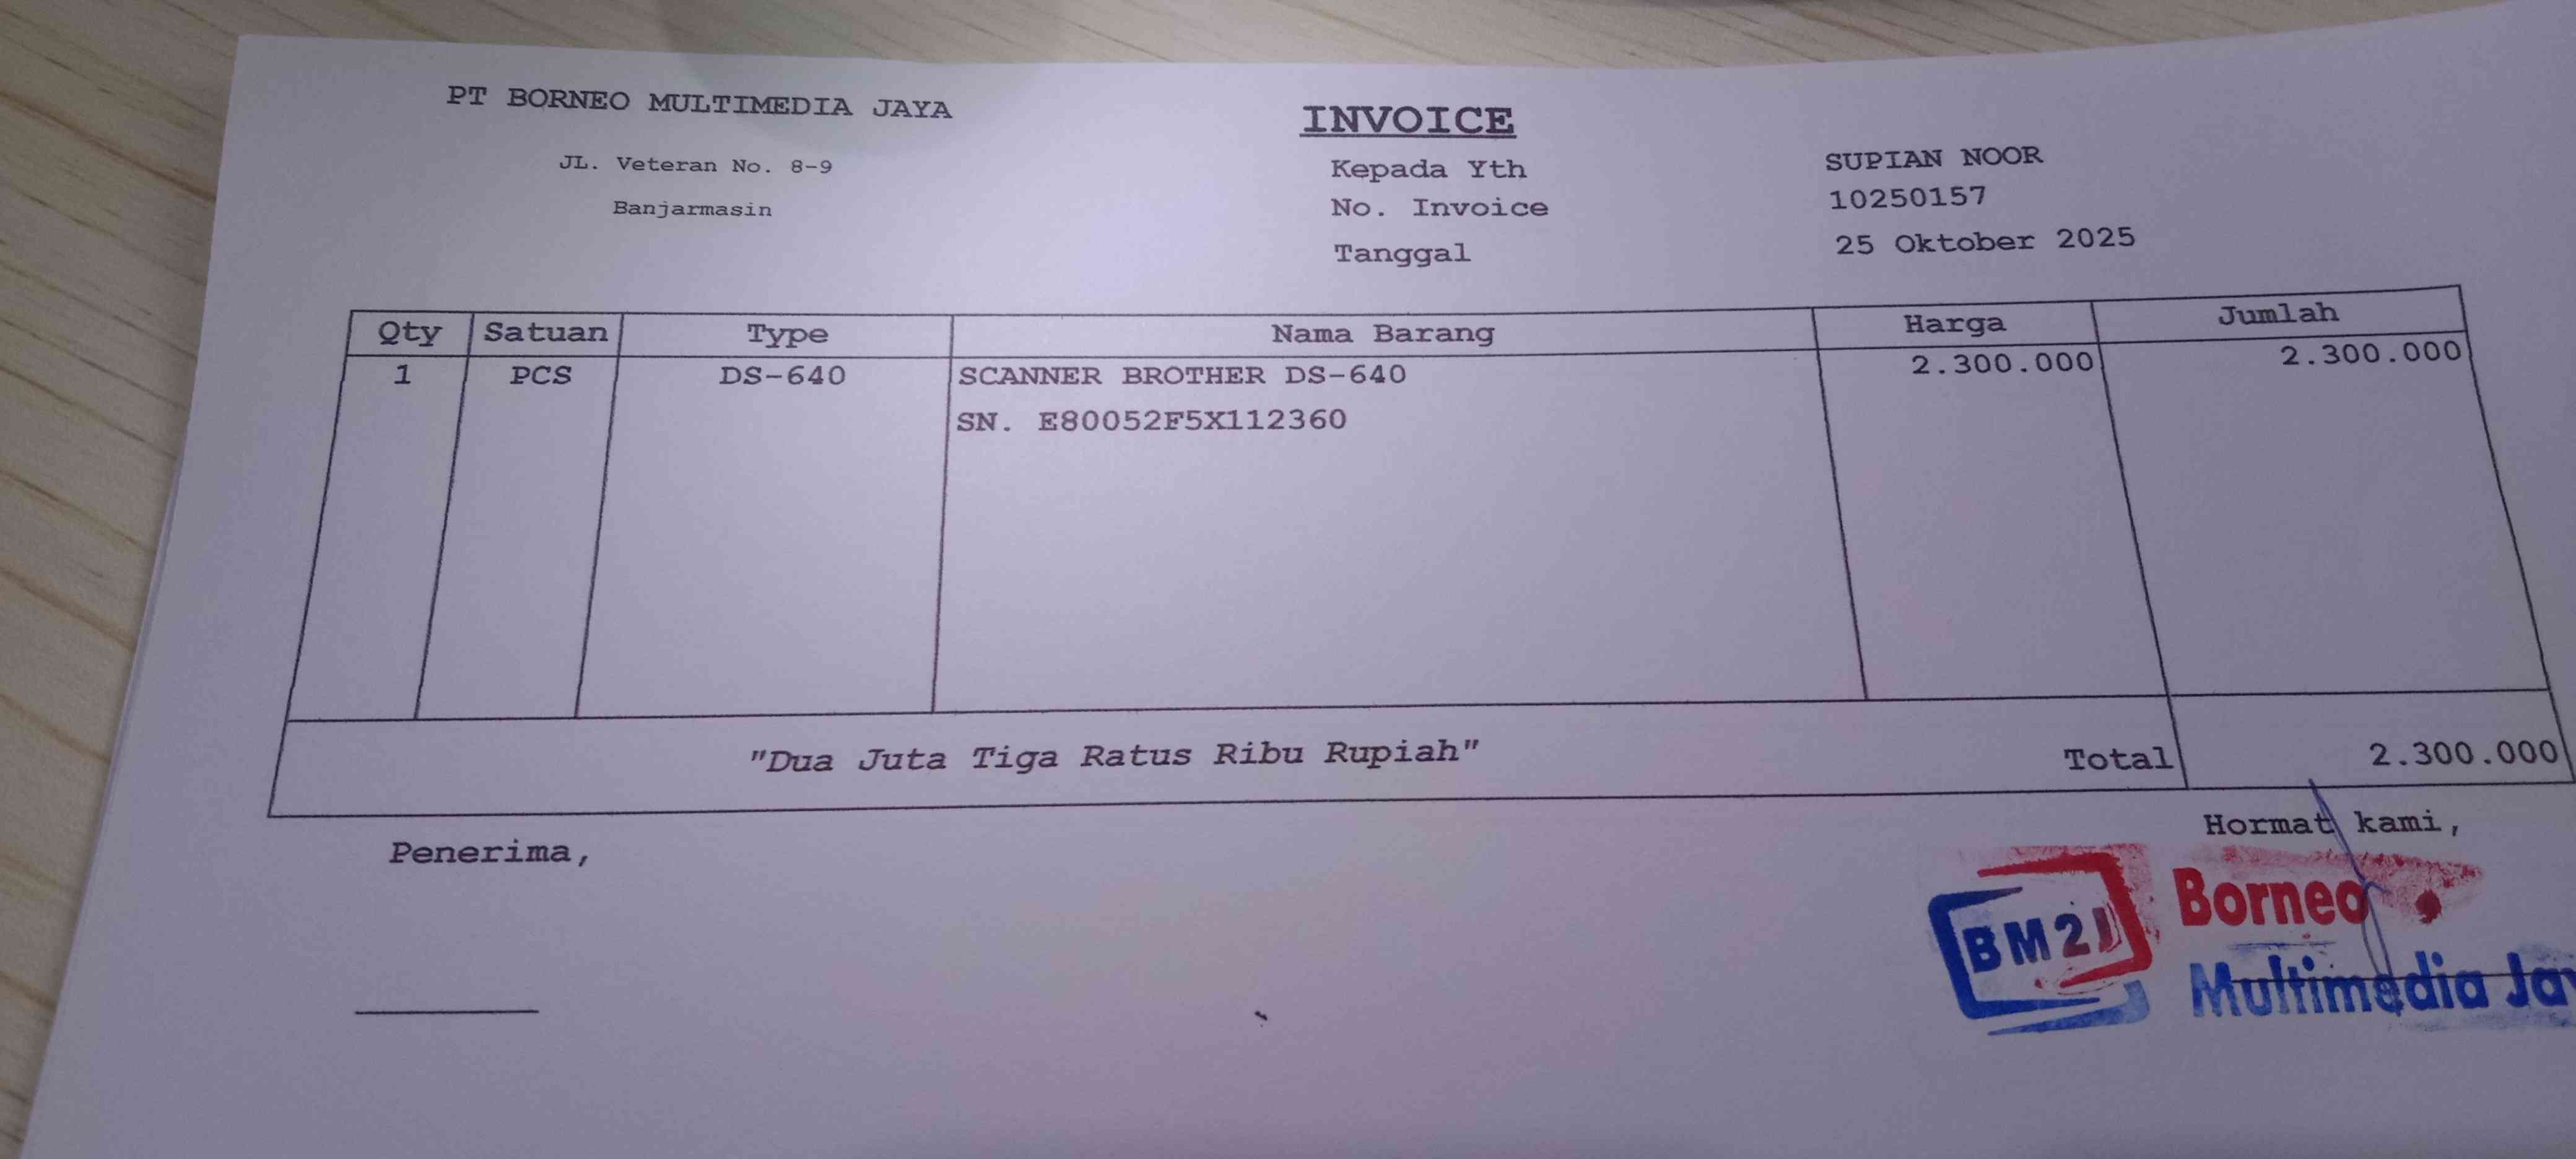 PT BORNEO MULTIMEDIA JAYA
JL. Veteran No. 8-9
Banjarmasin
INVOICE
Kepada Yth SUPIAN NOOR
No. Invoice 10250157
Tanggal 25 Oktober 2025
Qty Satuan Type Nama Barang Harga Jumlah
1 PCS DS-640 SCANNER BROTHER DS-640 2.300.000 2.300.000
SN. E80052F5X112360
"Dua Juta Tiga Ratus Ribu Rupiah" Total 2.300.000
Penerima,
Hormat kami,
BM2J
Borneo
Multimedia Jay